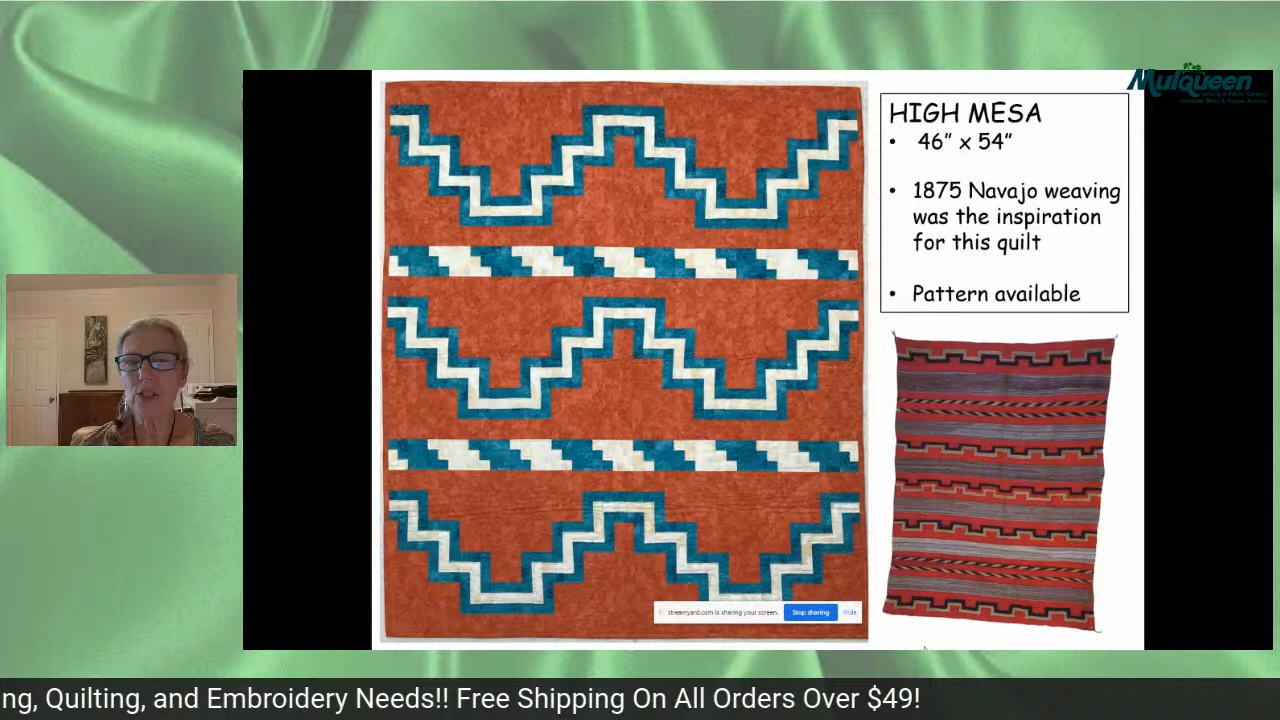 Mulqueen
HIGH MESA
• 46” x 54”
• 1875 Navajo weaving
was the inspiration
for this quilt
• Pattern available
streamyard.com is sharing your screen.
Stop sharing
Hide
ng, Quilting, and Embroidery Needs!! Free Shipping On All Orders Over $49!